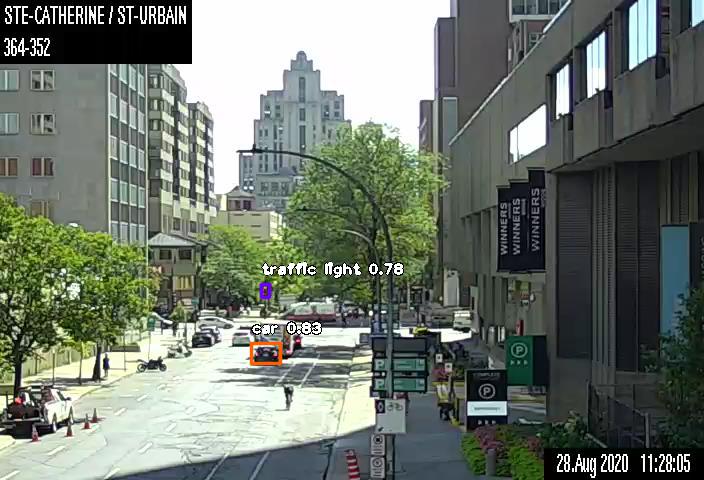 STE-CATHERINE / ST-URBAIN
364-352
traffic light 0.78
car 0.83
WINNERS
WINNERS
WINNERS
P
COMPLEXE
P
28.Aug 2020 11:28:05